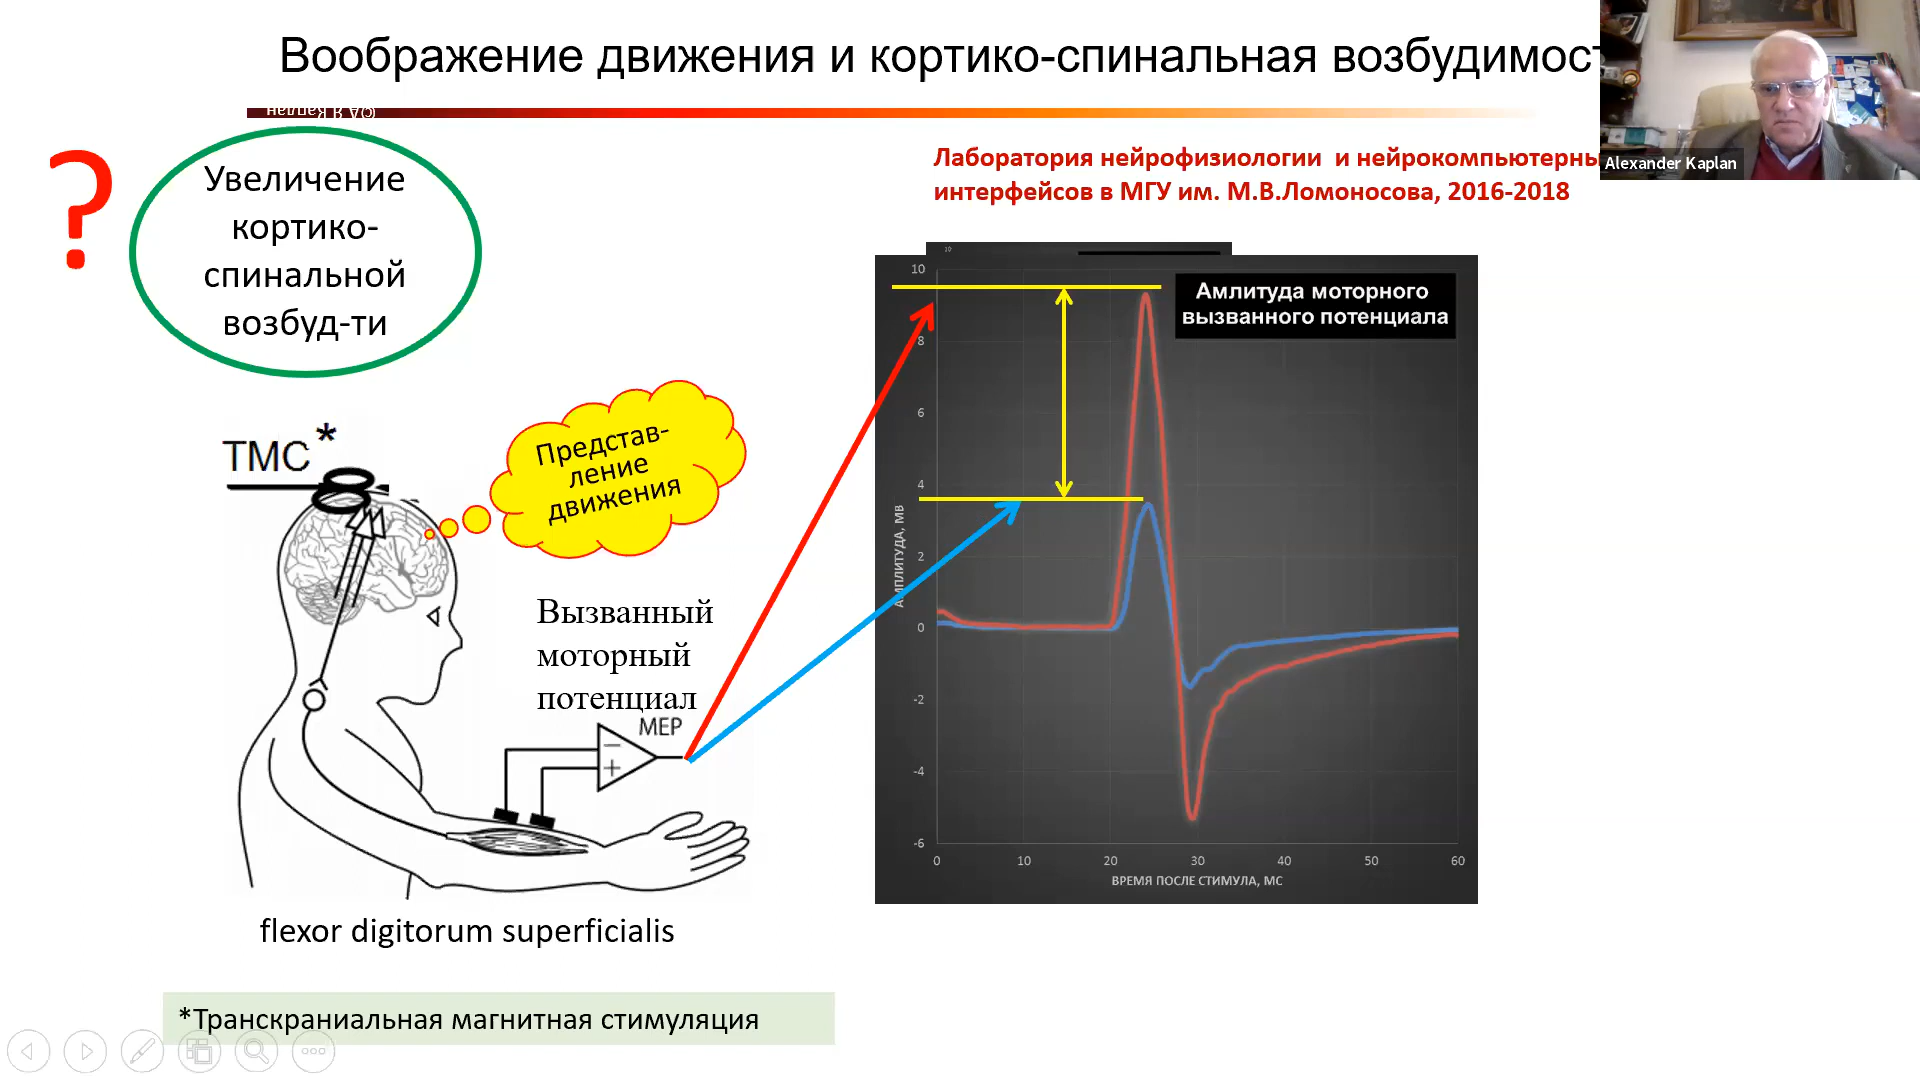 Воображение движения и кортико-спинальная возбудимост
Alexander Kaplan
?
Увеличение
кортико-
спинальной
возбуд-ти
Лаборатория нейрофизиологии и нейрокомпьютерны
интерфейсов в МГУ им. М.В.Ломоносова, 2016-2018
ТМС*
Представ-
ление
движения
Вызванный
моторный
потенциал
MEP
− 
+
flexor digitorum superficialis
*Транскраниальная магнитная стимуляция
Амлитуда моторного
вызванного потенциала
АМПЛИТУДА, МВ
10
8
6
4
2
0
-2
-4
-6
0 10 20 30 40 50 60
ВРЕМЯ ПОСЛЕ СТИМУЛА, МС